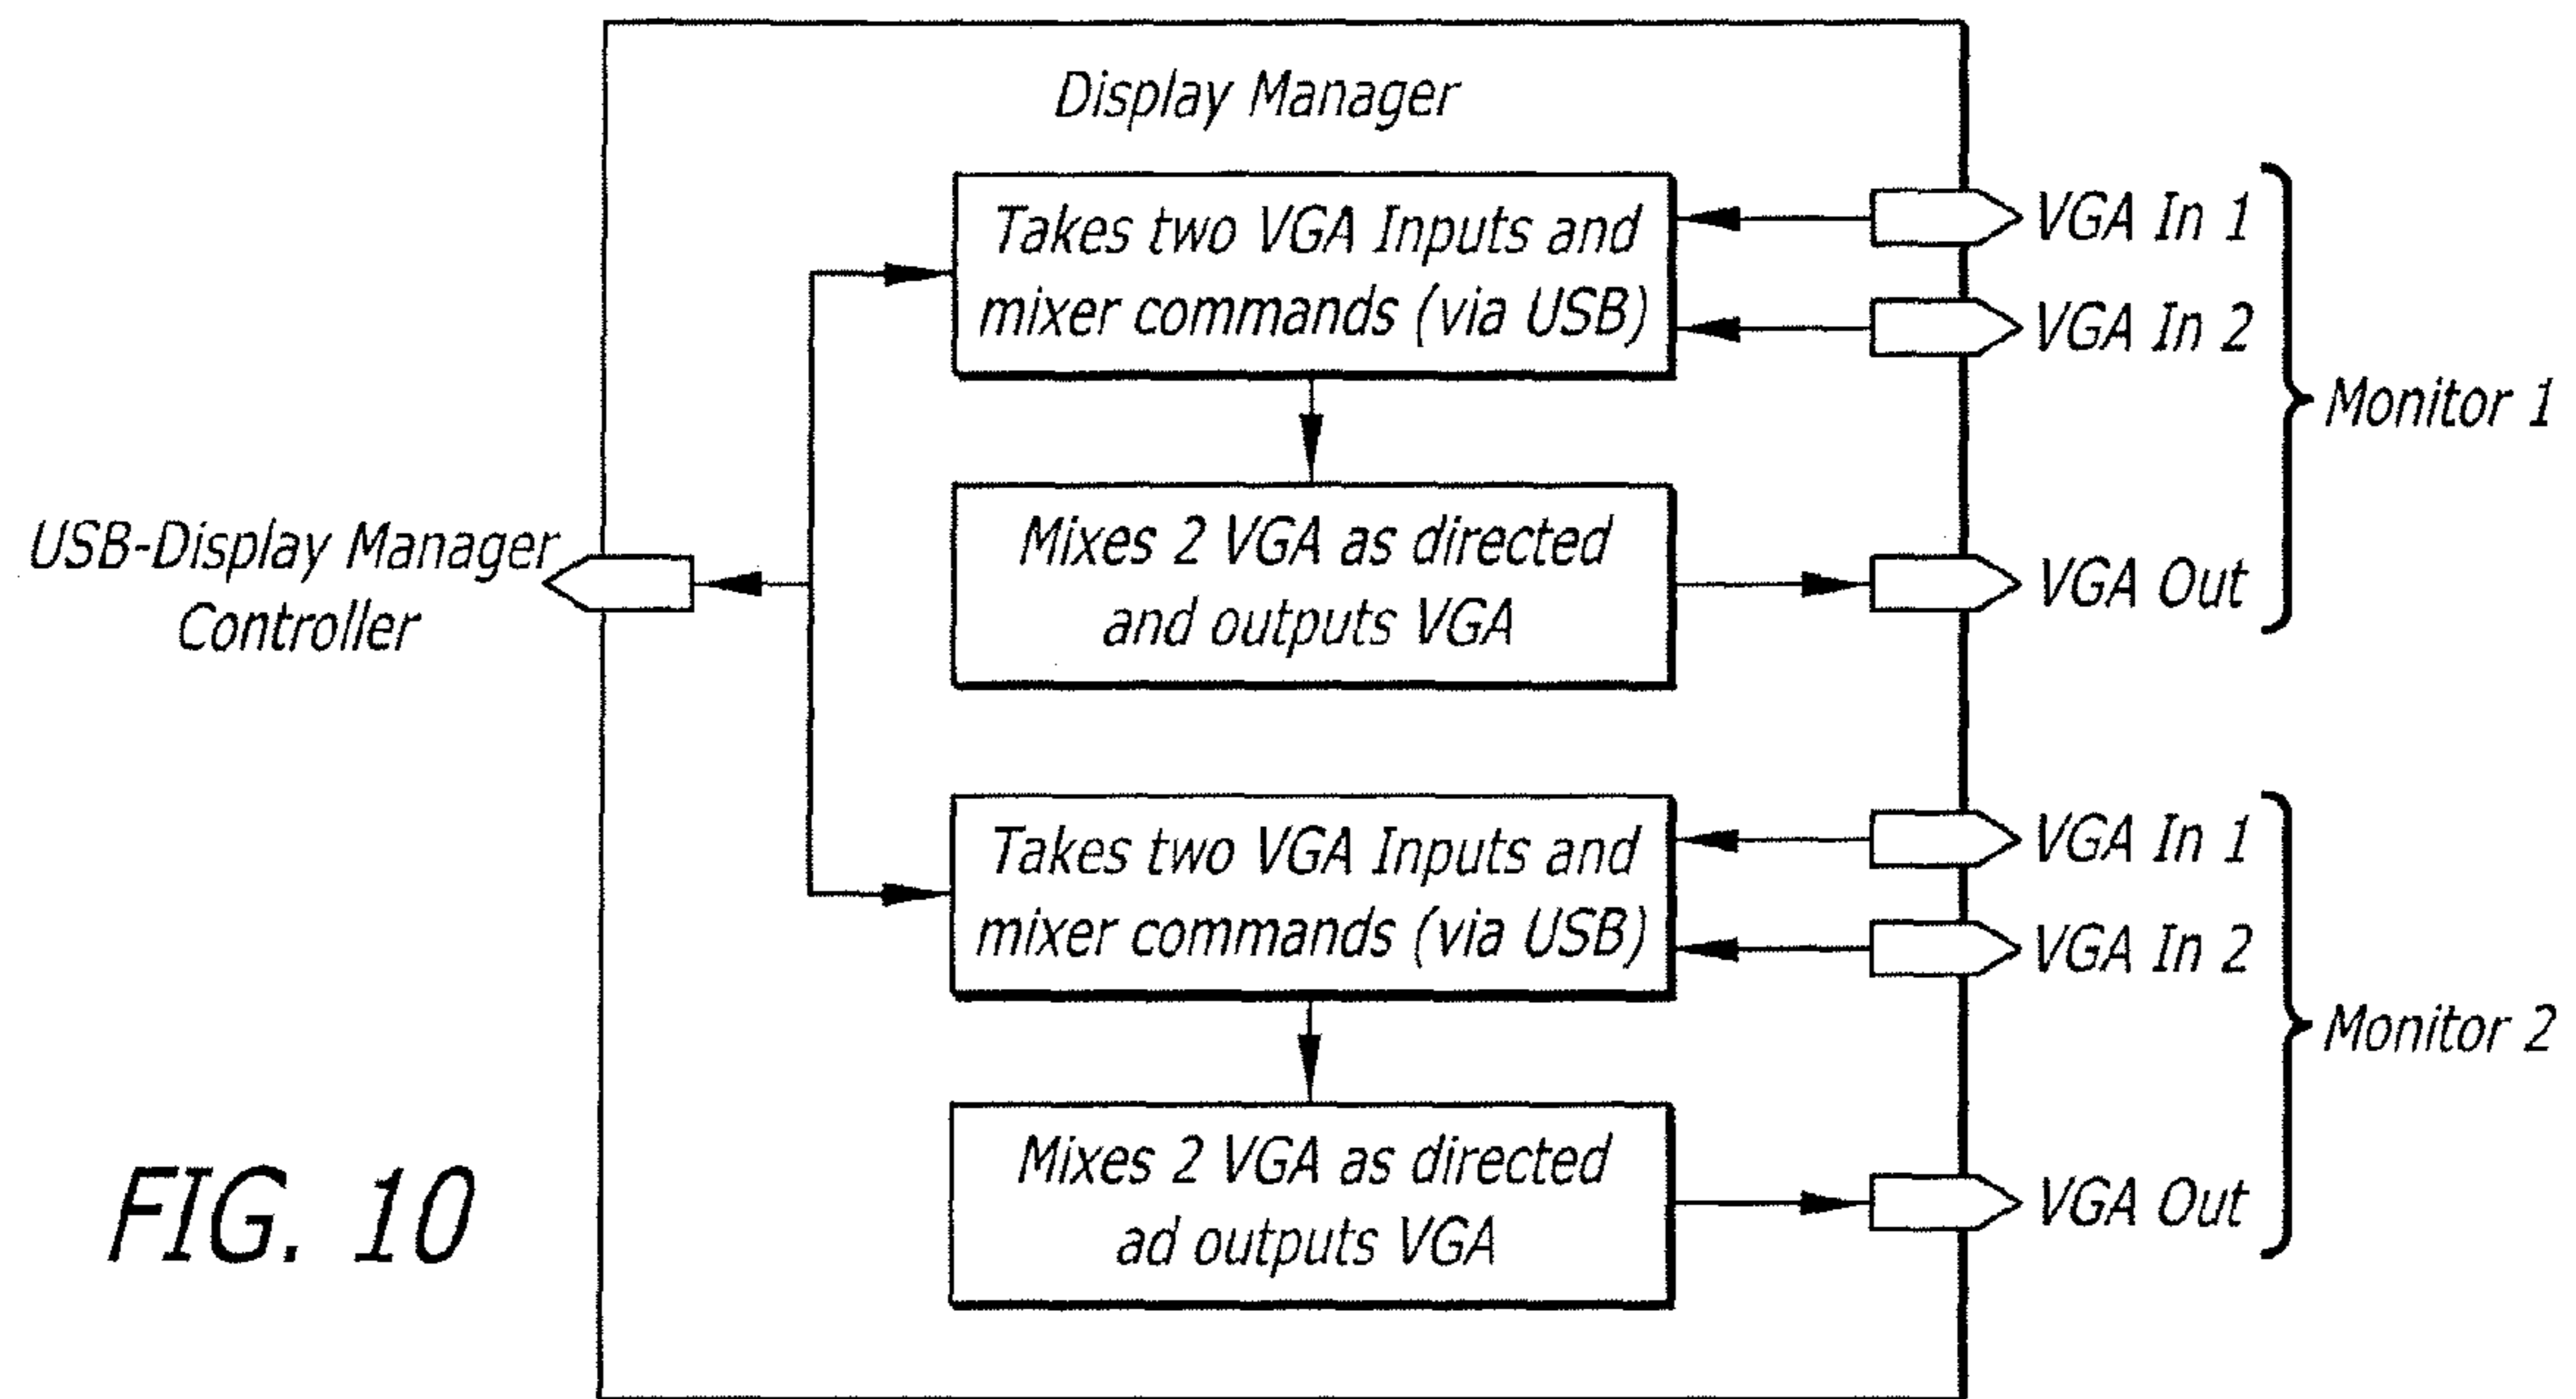 Display Manager
Takes two VGA Inputs and
mixer commands (via USB)
VGA In 1
VGA In 2
Monitor 1
Mixes 2 VGA as directed
and outputs VGA
VGA Out
USB-Display Manager
Controller
Takes two VGA Inputs and
mixer commands (via USB)
VGA In 1
VGA In 2
Monitor 2
Mixes 2 VGA as directed
ad outputs VGA
VGA Out
FIG. 10